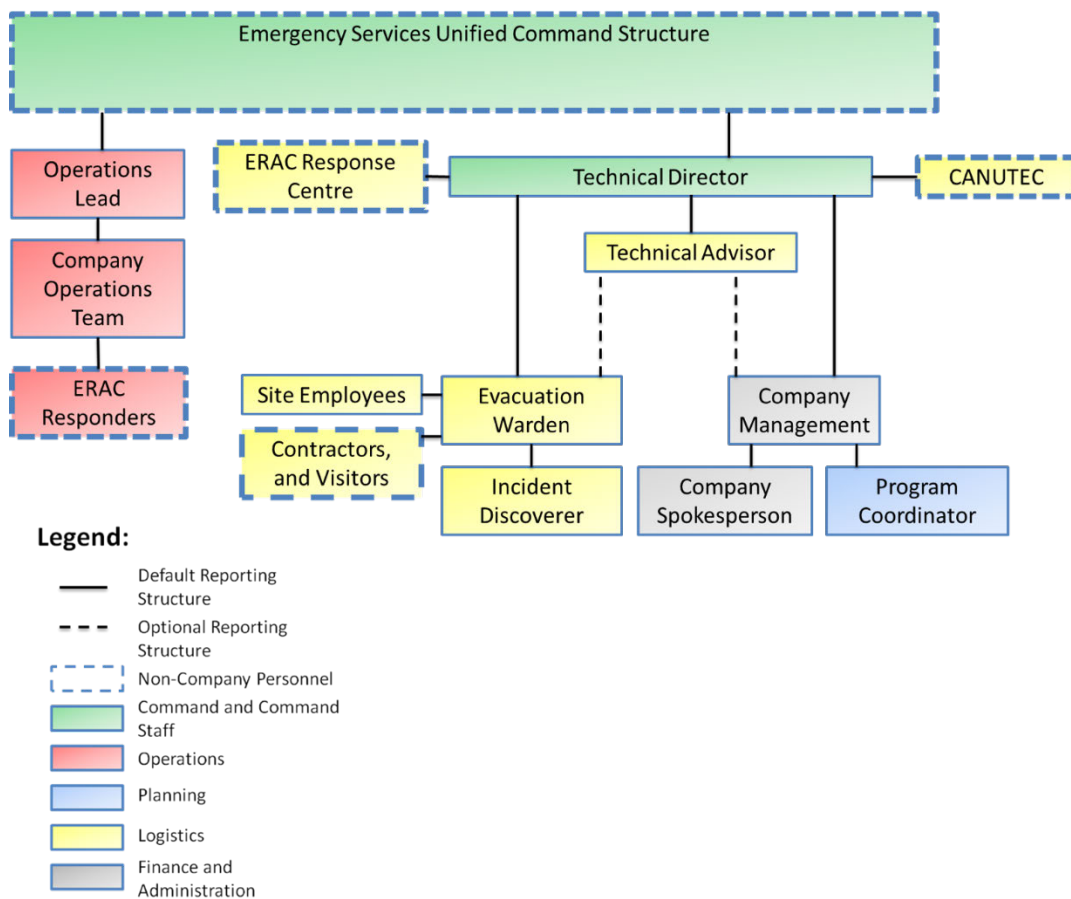 Emergency Services Unified Command Structure
Operations
Lead
ERAC Response
Centre
Technical Director
CANUTEC
Technical Advisor
Company
Operations
Team
ERAC
Responders
Site Employees
Evacuation
Warden
Company
Management
Contractors,
and Visitors
Incident
Discoverer
Company
Spokesperson
Program
Coordinator
Legend:
Default Reporting
Structure
Optional Reporting
Structure
Non-Company Personnel
Command and Command
Staff
Operations
Planning
Logistics
Finance and
Administration